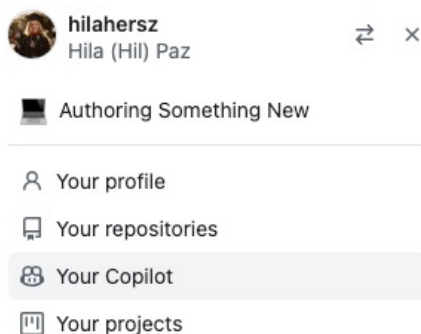 hilahersz
Hila (Hil) Paz
Authoring Something New
Your profile
Your repositories
Your Copilot
Your projects